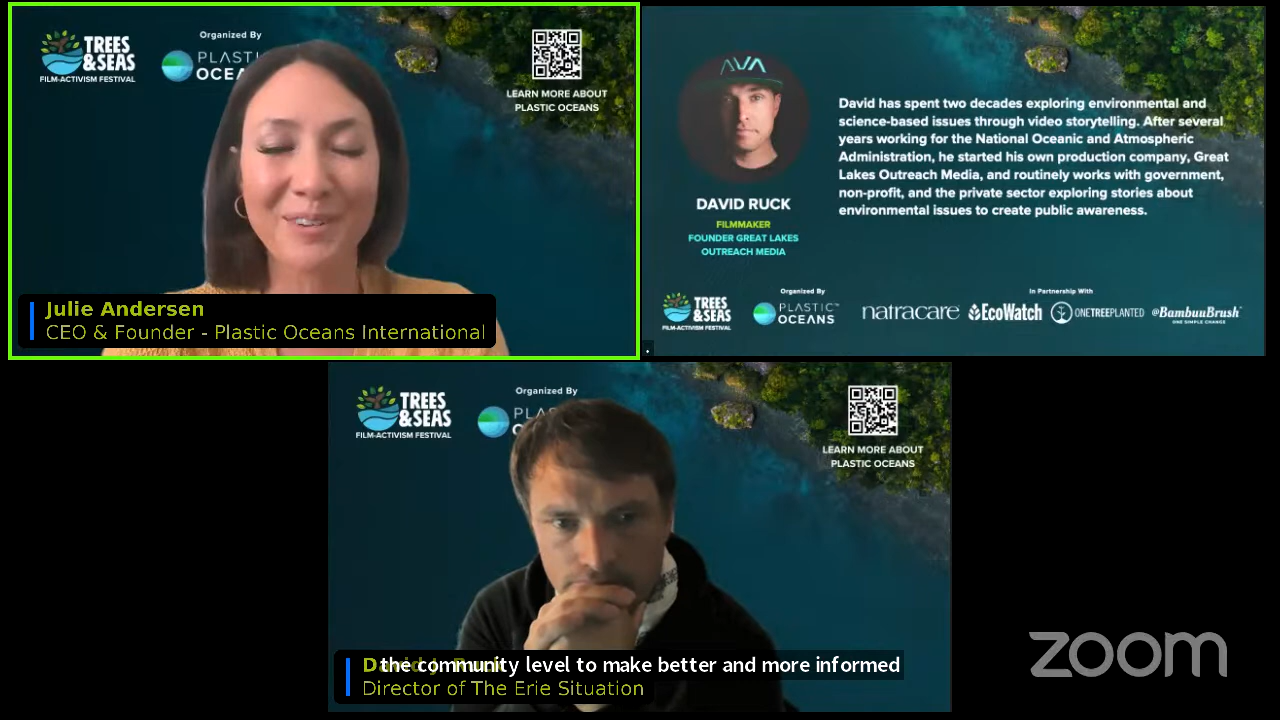 TREES
&SEAS
FILM-ACTIVISM FESTIVAL
Organized By
OCEA
LEARN MORE ABOUT
PLASTIC OCEANS
Julie Andersen
CEO & Founder - Plastic Oceans International
AVA
DAVID RUCK
FILMMAKER
FOUNDER GREAT LAKES
OUTREACH MEDIA
David has spent two decades exploring environmental and
science-based issues through video storytelling. After several
years working for the National Oceanic and Atmospheric
Administration, he started his own production company, Great
Lakes Outreach Media, and routinely works with government,
non-profit, and the private sector exploring stories about
environmental issues to create public awareness.
Organized By
In Partnership With
TREES
&SEAS
FILM-ACTIVISM FESTIVAL
PLASTIC™
OCEANS
natracare
EcoWatch
ONETREEPLANTED
@BambuuBrush
ONE SIMPLE CHANGE
TREES
&SEAS
FILM-ACTIVISM FESTIVAL
Organized By
PLA
LEARN MORE ABOUT
PLASTIC OCEANS
the community level to make better and more informed
Director of The Erie Situation
zoom